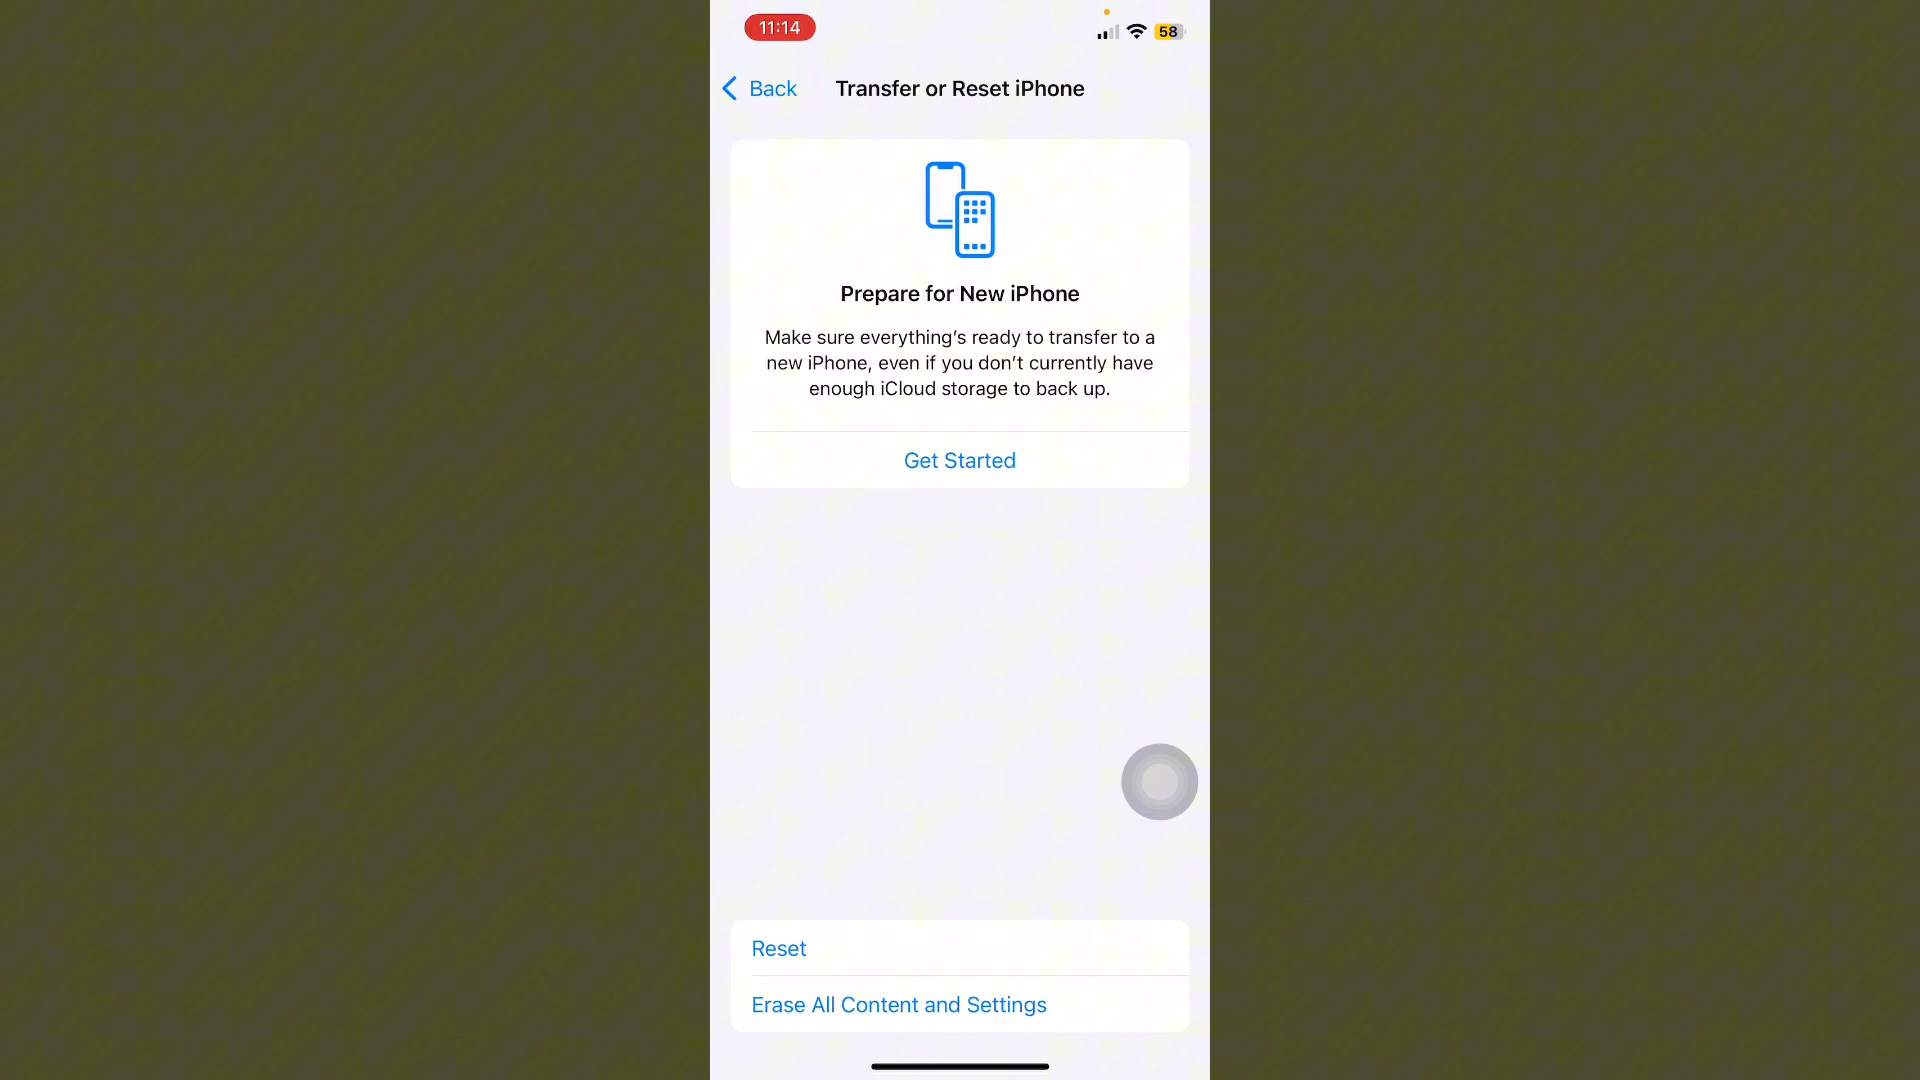 11:14
58
Back
Transfer or Reset iPhone
Prepare for New iPhone
Make sure everything's ready to transfer to a
new iPhone, even if you don't currently have
enough iCloud storage to back up.
Get Started
Reset
Erase All Content and Settings